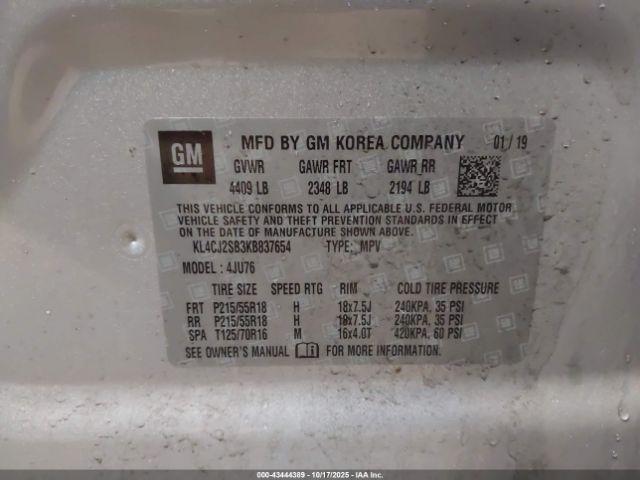 GM
MFD BY GM KOREA COMPANY 01 / 19
GVWR GAWR FRT GAWR RR
4409 LB 2348 LB 2194 LB
THIS VEHICLE CONFORMS TO ALL APPLICABLE U.S. FEDERAL MOTOR
VEHICLE SAFETY AND THEFT PREVENTION STANDARDS IN EFFECT
ON THE DATE OF MANUFACTURE SHOWN ABOVE.
KL4CJ2SB3KB837654 TYPE: MPV
MODEL : 4JU76
TIRE SIZE SPEED RTG RIM COLD TIRE PRESSURE
FRT P215/55R18 H 18x7.5J 240KPA, 35 PSI
RR P215/55R18 H 18x7.5J 240KPA, 35 PSI
SPA T125/70R16 M 16x4.0T 420KPA, 60 PSI
SEE OWNER'S MANUAL FOR MORE INFORMATION
000-43444389 - 10/17/2025 - © IAA, Inc.